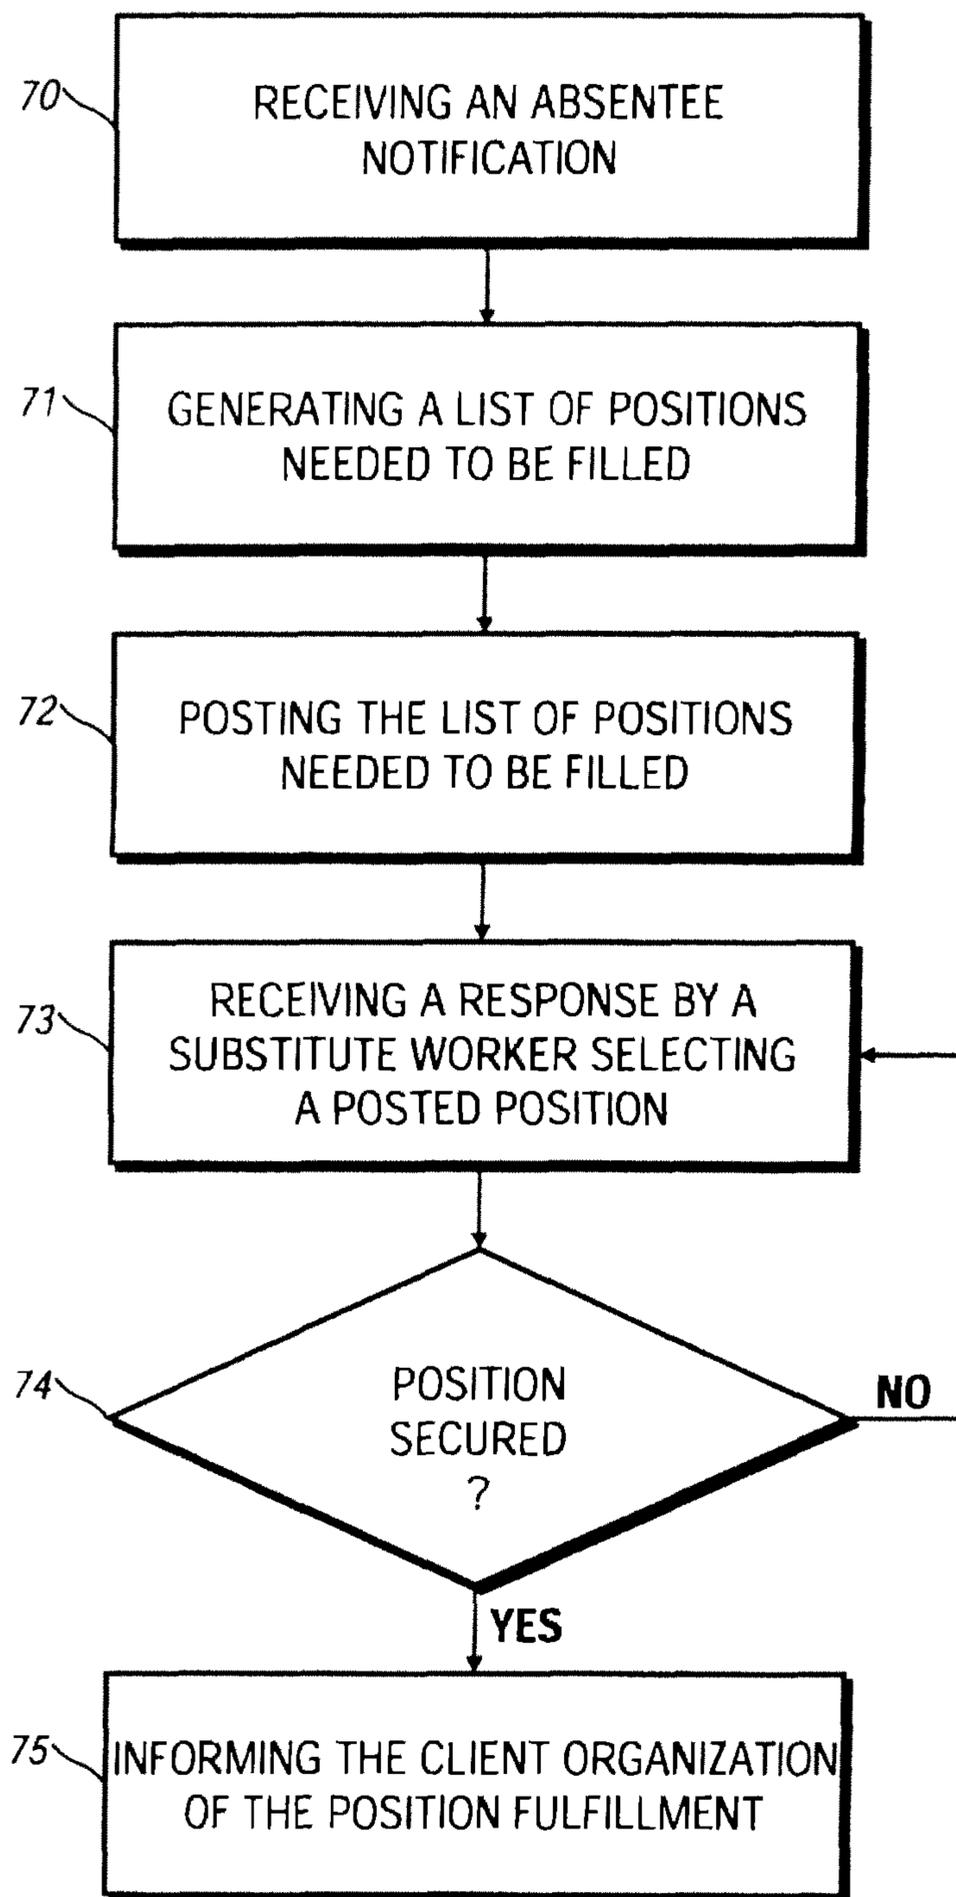 70
RECEIVING AN ABSENTEE
NOTIFICATION
71
GENERATING A LIST OF POSITIONS
NEEDED TO BE FILLED
72
POSTING THE LIST OF POSITIONS
NEEDED TO BE FILLED
73
RECEIVING A RESPONSE BY A
SUBSTITUTE WORKER SELECTING
A POSTED POSITION
74
POSITION
SECURED
?
NO
YES
75
INFORMING THE CLIENT ORGANIZATION
OF THE POSITION FULFILLMENT